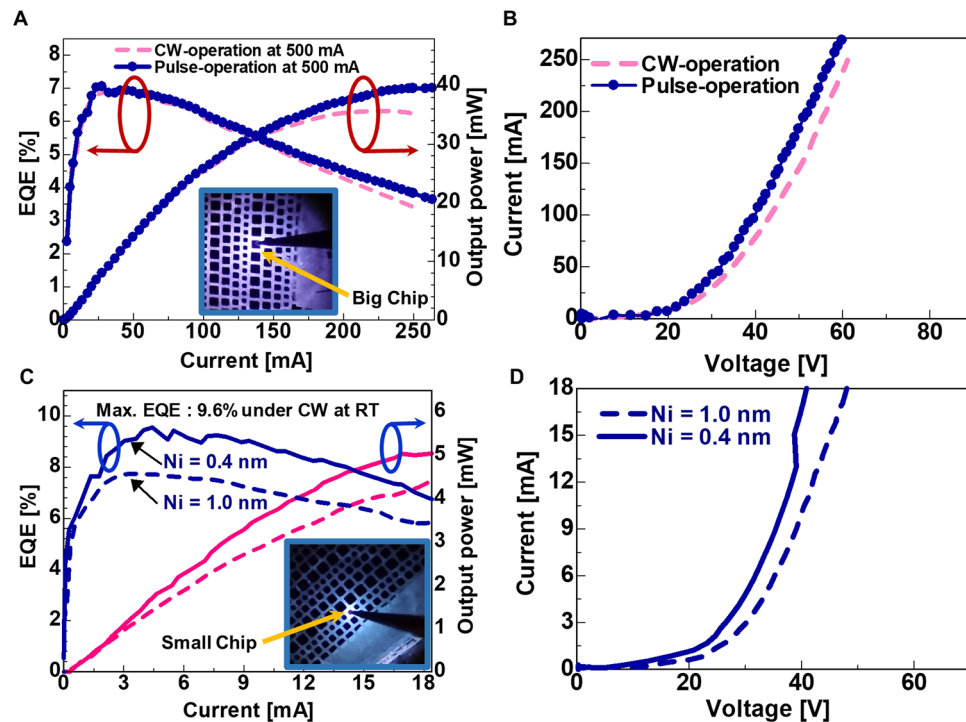 A
CW-operation at 500 mA
Pulse-operation at 500 mA
EQE [%]
8
7
6
5
4
3
2
1
0
Output power [mW]
50
40
30
20
10
0
Big Chip
0
50
100
150
200
250
Current [mA]
B
CW-operation
Pulse-operation
Current [mA]
250
200
150
100
50
0
0
20
40
60
80
Voltage [V]
C
Max. EQE : 9.6% under CW at RT
Ni = 0.4 nm
Ni = 1.0 nm
EQE [%]
10
8
6
4
2
0
Output power [mW]
6
5
4
3
2
1
0
Small Chip
0
3
6
9
12
15
18
Current [mA]
D
Ni = 1.0 nm
Ni = 0.4 nm
Current [mA]
18
15
12
9
6
3
0
0
20
40
60
Voltage [V]